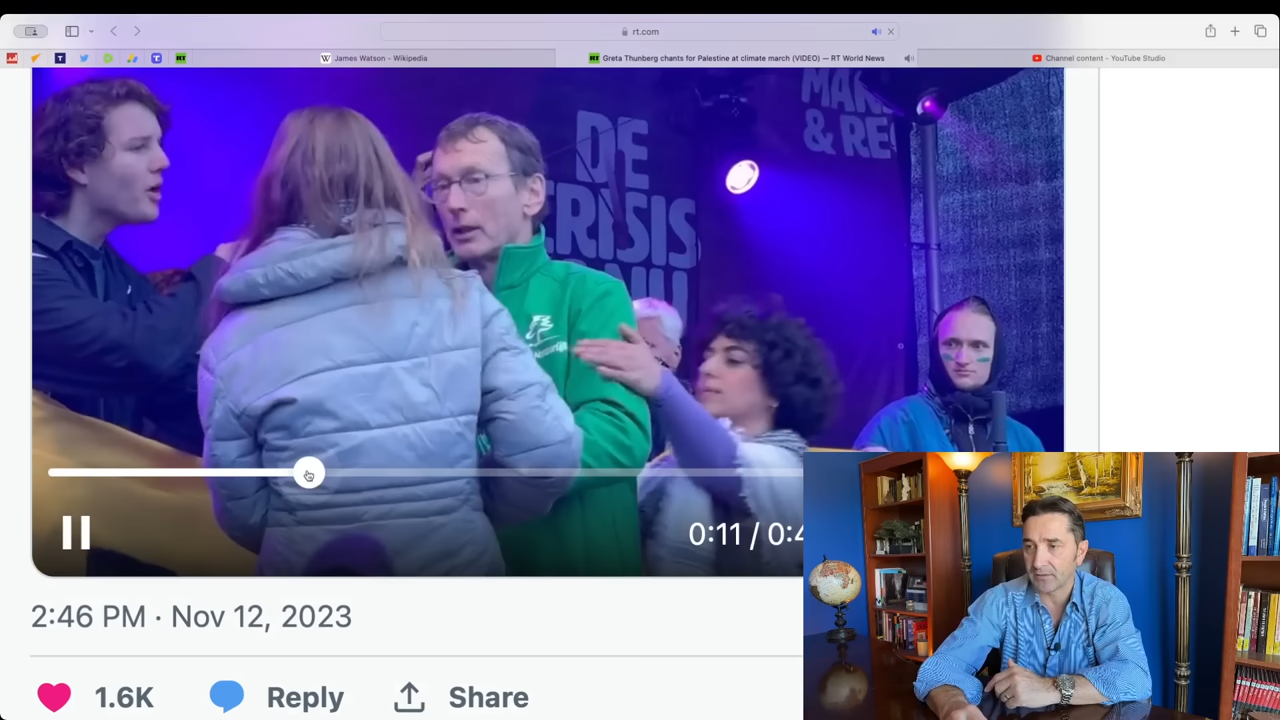 rt.com
James Watson - Wikipedia
Greta Thunberg chants for Palestine at climate march (VIDEO) — RT World News
Channel content - YouTube Studio
DE
CRISIS
& RE
0:11 / 0:4
2:46 PM · Nov 12, 2023
1.6K
Reply
Share